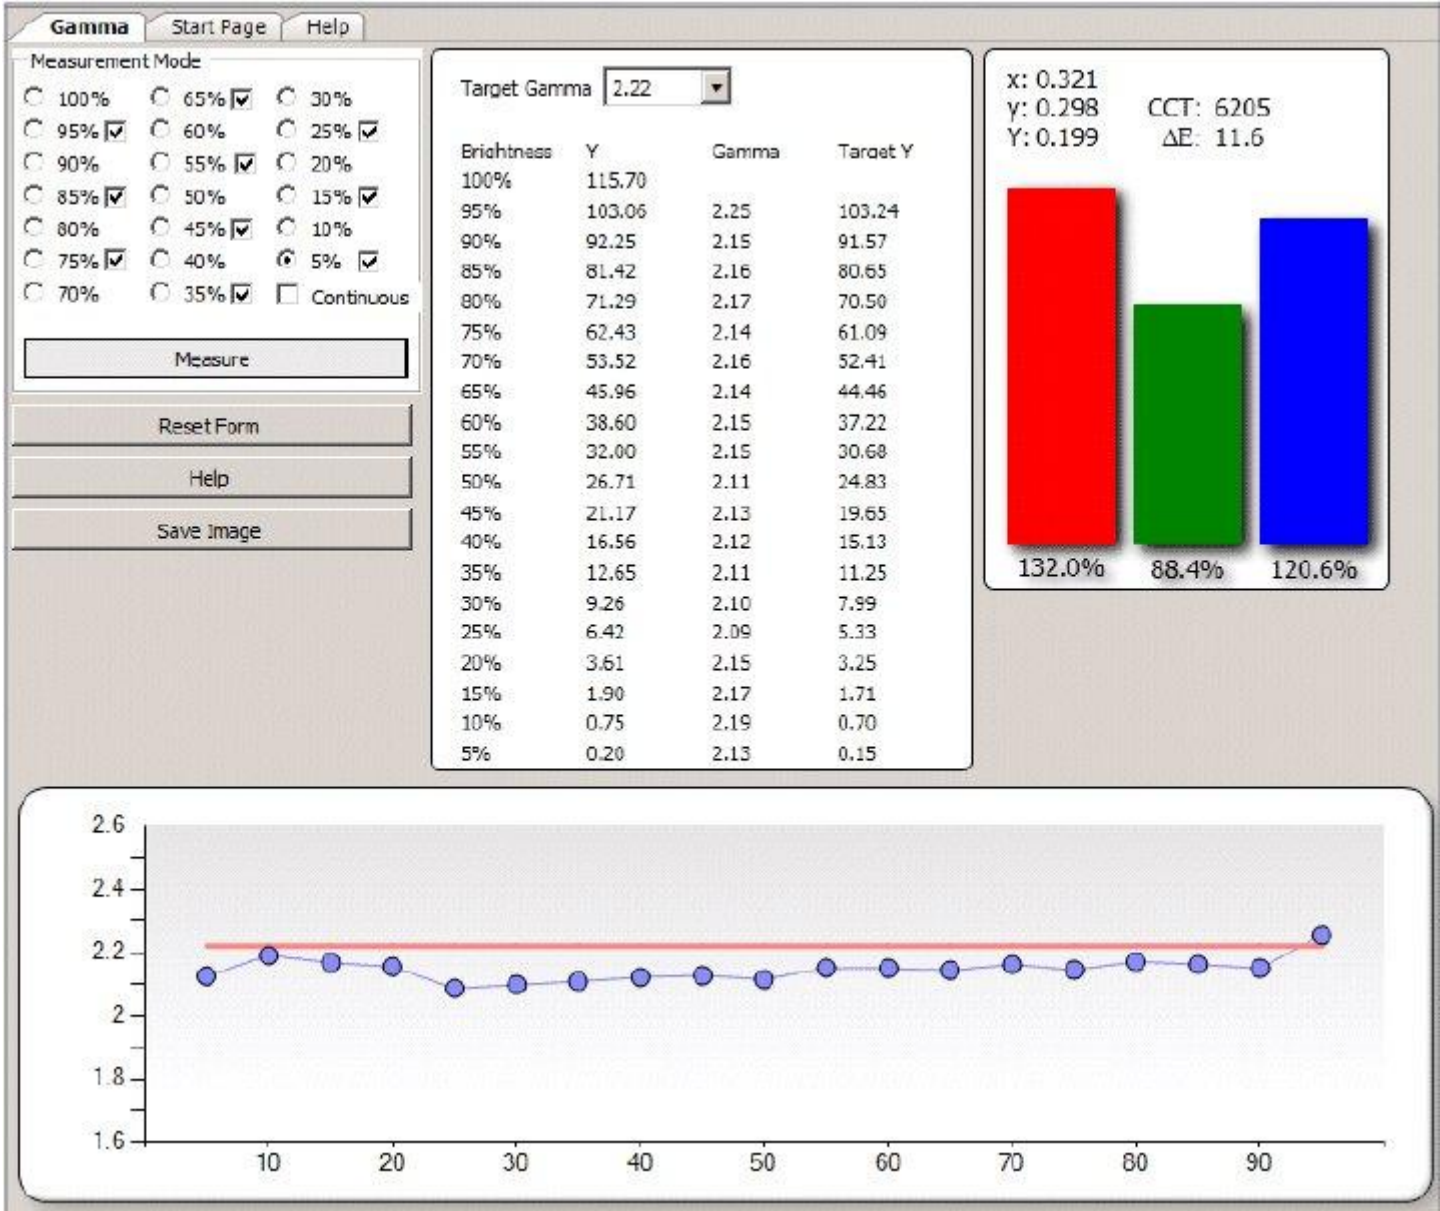 Gamma Start Page Help
Measurement Mode
100% 65% 30%
95% 60% 25%
90% 55% 20%
85% 50% 15%
80% 45% 10%
75% 40% 5%
70% 35% Continuous
Measure
Reset Form
Help
Save Image
Target Gamma 2.22
Brightness Y Gamma Target Y
100% 115.70
95% 103.06 2.25 103.24
90% 92.25 2.15 91.57
85% 81.42 2.16 80.65
80% 71.29 2.17 70.50
75% 62.43 2.14 61.09
70% 53.52 2.16 52.41
65% 45.96 2.14 44.46
60% 38.60 2.15 37.22
55% 32.00 2.15 30.68
50% 26.71 2.11 24.83
45% 21.17 2.13 19.65
40% 16.56 2.12 15.13
35% 12.65 2.11 11.25
30% 9.26 2.10 7.99
25% 6.42 2.09 5.33
20% 3.61 2.15 3.25
15% 1.90 2.17 1.71
10% 0.75 2.19 0.70
5% 0.20 2.13 0.15
x: 0.321
y: 0.298 CCT: 6205
Y: 0.199 ΔE: 11.6
132.0% 88.4% 120.6%
2.6
2.4
2.2
2
1.8
1.6
10 20 30 40 50 60 70 80 90